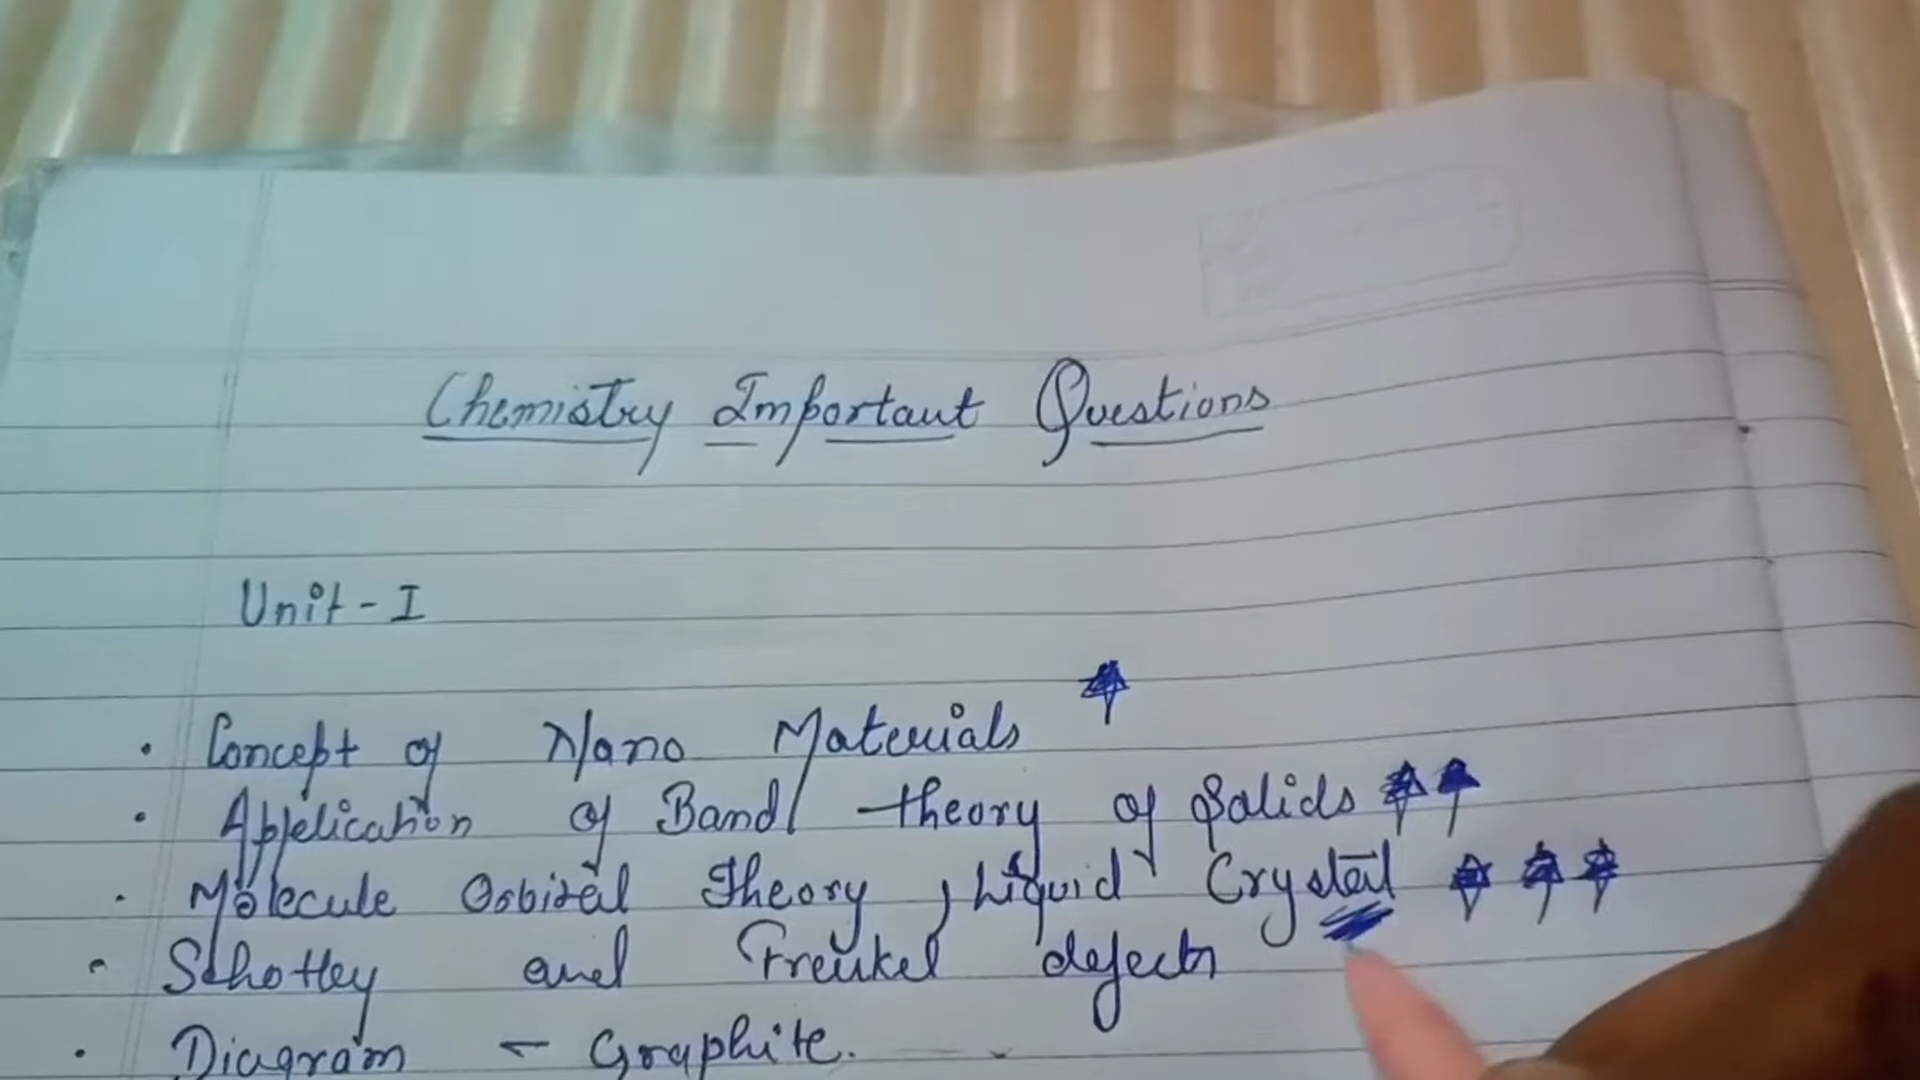 Chemistry Important Questions
Unit-I
· Concept of Nano Materials
· Application of Band theory of Solids
· Molecule Orbital Theory, Liquid Crystal
· Schottey and Frenkel defects
· Diagram - Graphite.